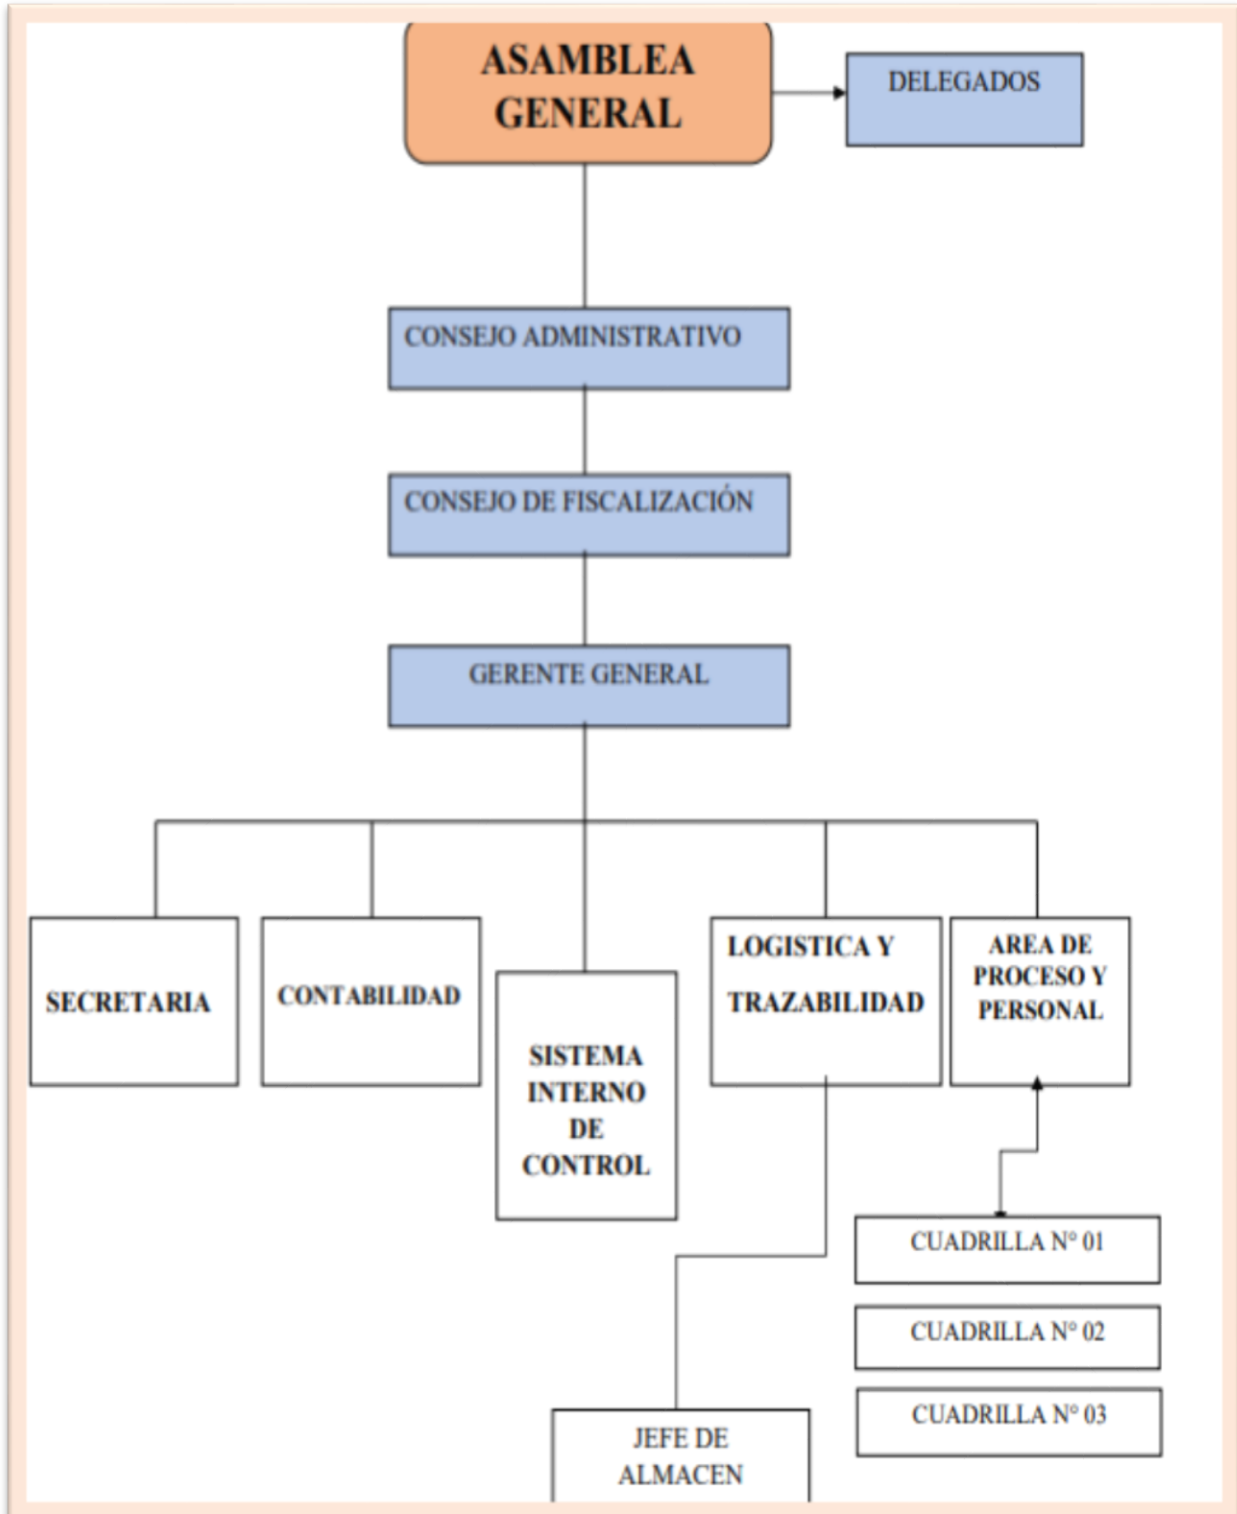 ASAMBLEA
GENERAL
DELEGADOS
CONSEJO ADMINISTRATIVO
CONSEJO DE FISCALIZACIÓN
GERENTE GENERAL
SECRETARIA
CONTABILIDAD
SISTEMA
INTERNO
DE
CONTROL
LOGISTICA Y
TRAZABILIDAD
AREA DE
PROCESO Y
PERSONAL
CUADRILLA N° 01
CUADRILLA N° 02
CUADRILLA N° 03
JEFE DE
ALMACEN